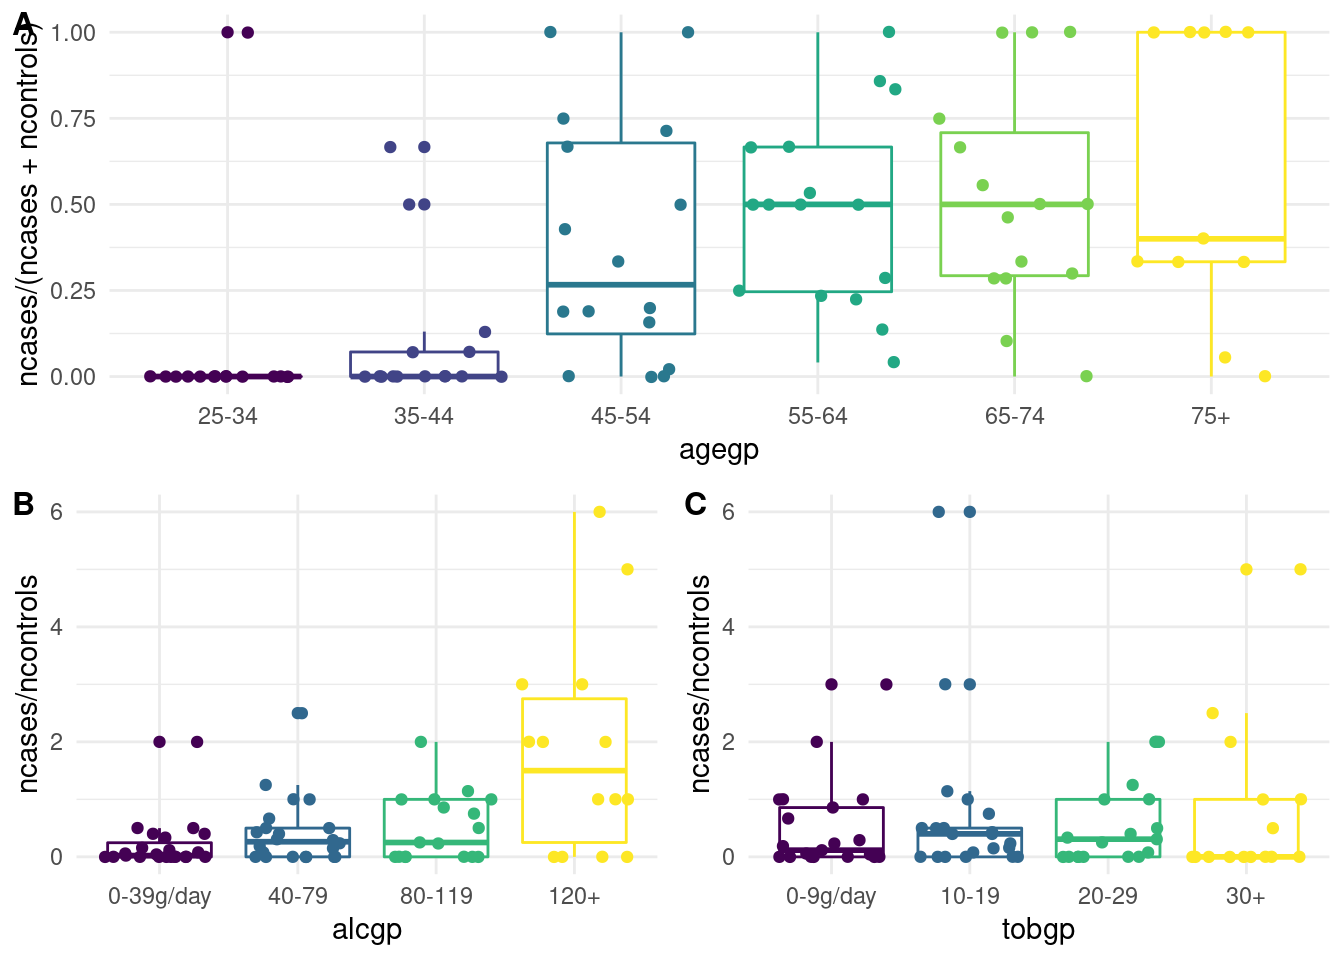 A
ncases/(ncases + ncontrols)
1.00
0.75
0.50
0.25
0.00
25-34 35-44 45-54 55-64 65-74 75+
agegp
B
ncases/ncontrols
6
4
2
0
0-39g/day 40-79 80-119 120+
alcgp
C
ncases/ncontrols
6
4
2
0
0-9g/day 10-19 20-29 30+
tobgp